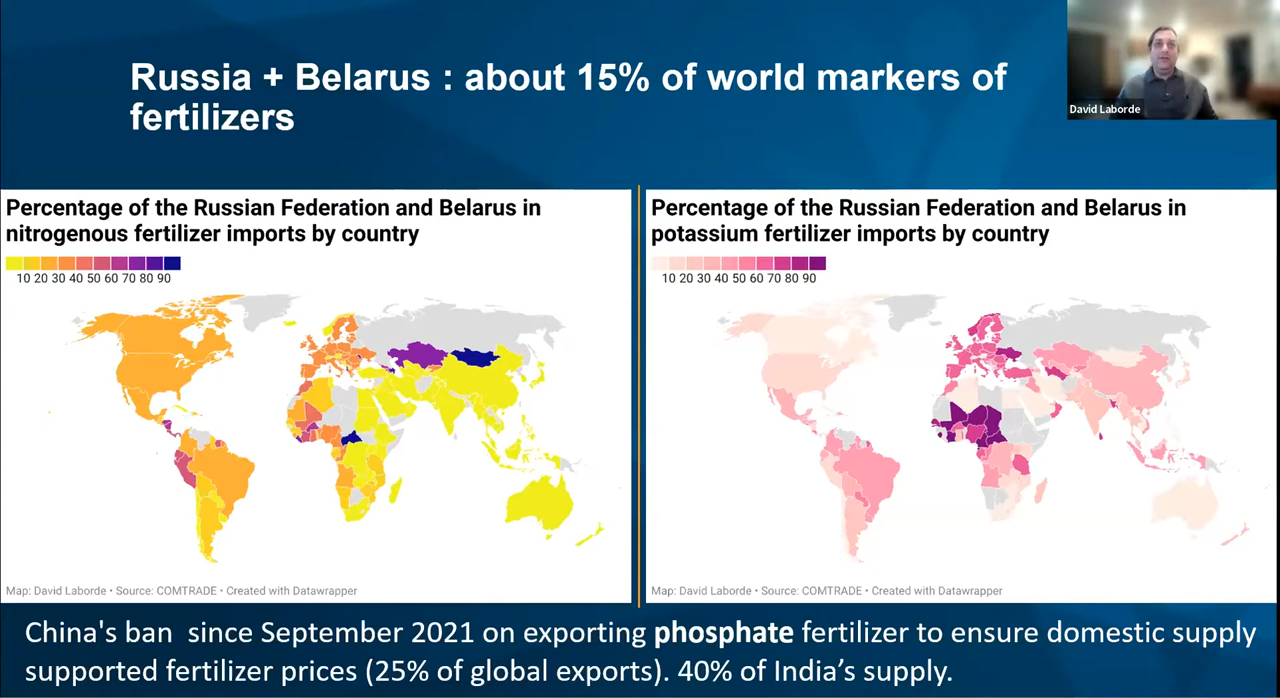 Russia + Belarus : about 15% of world markers of
fertilizers
David Laborde
Percentage of the Russian Federation and Belarus in
nitrogenous fertilizer imports by country
10 20 30 40 50 60 70 80 90
Map: David Laborde • Source: COMTRADE • Created with Datawrapper
Percentage of the Russian Federation and Belarus in
potassium fertilizer imports by country
10 20 30 40 50 60 70 80 90
Map: David Laborde • Source: COMTRADE • Created with Datawrapper
China's ban  since September 2021 on exporting phosphate fertilizer to ensure domestic supply
supported fertilizer prices (25% of global exports). 40% of India’s supply.